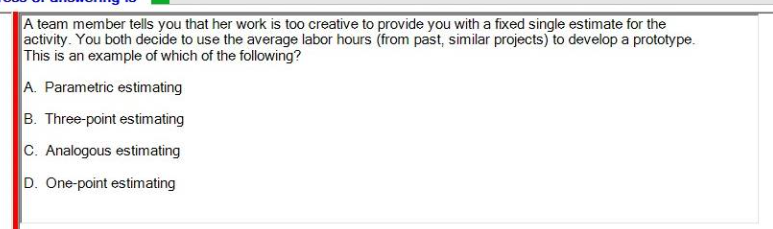 A team member tells you that her work is too creative to provide you with a fixed single estimate for the
activity. You both decide to use the average labor hours (from past, similar projects) to develop a prototype.
This is an example of which of the following?
A. Parametric estimating
B. Three-point estimating
C. Analogous estimating
D. One-point estimating